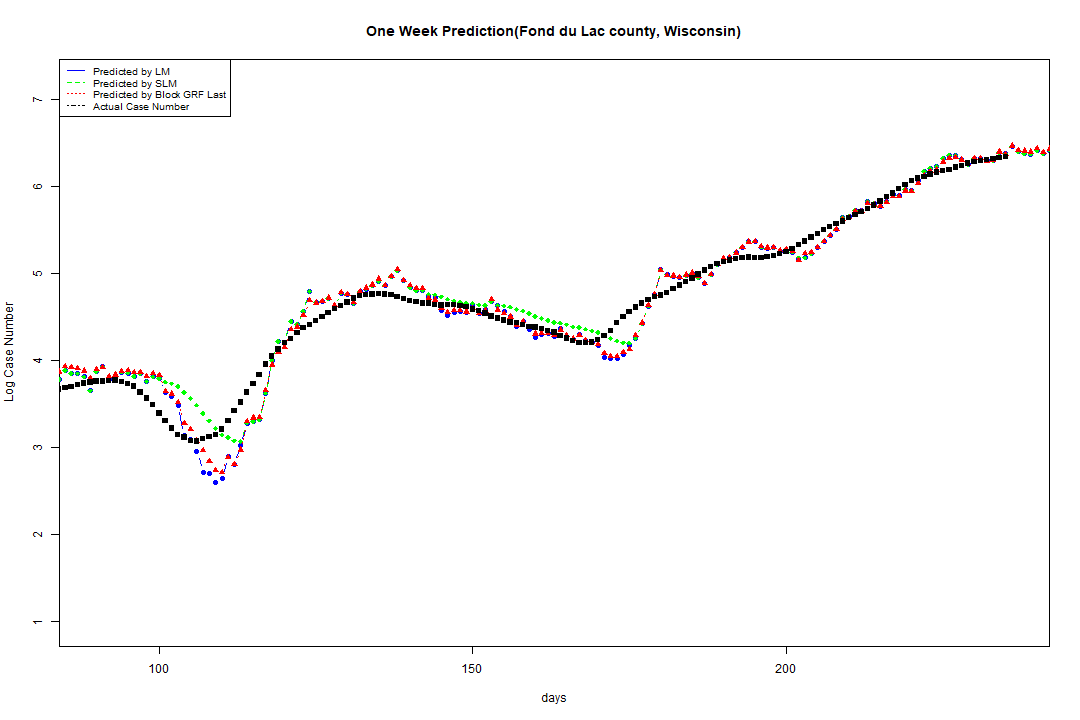 One Week Prediction(Fond du Lac county, Wisconsin)
Predicted by LM
Predicted by SLM
Predicted by Block GRF Last
Actual Case Number
7
6
5
4
3
2
1
Log Case Number
100 150 200
days